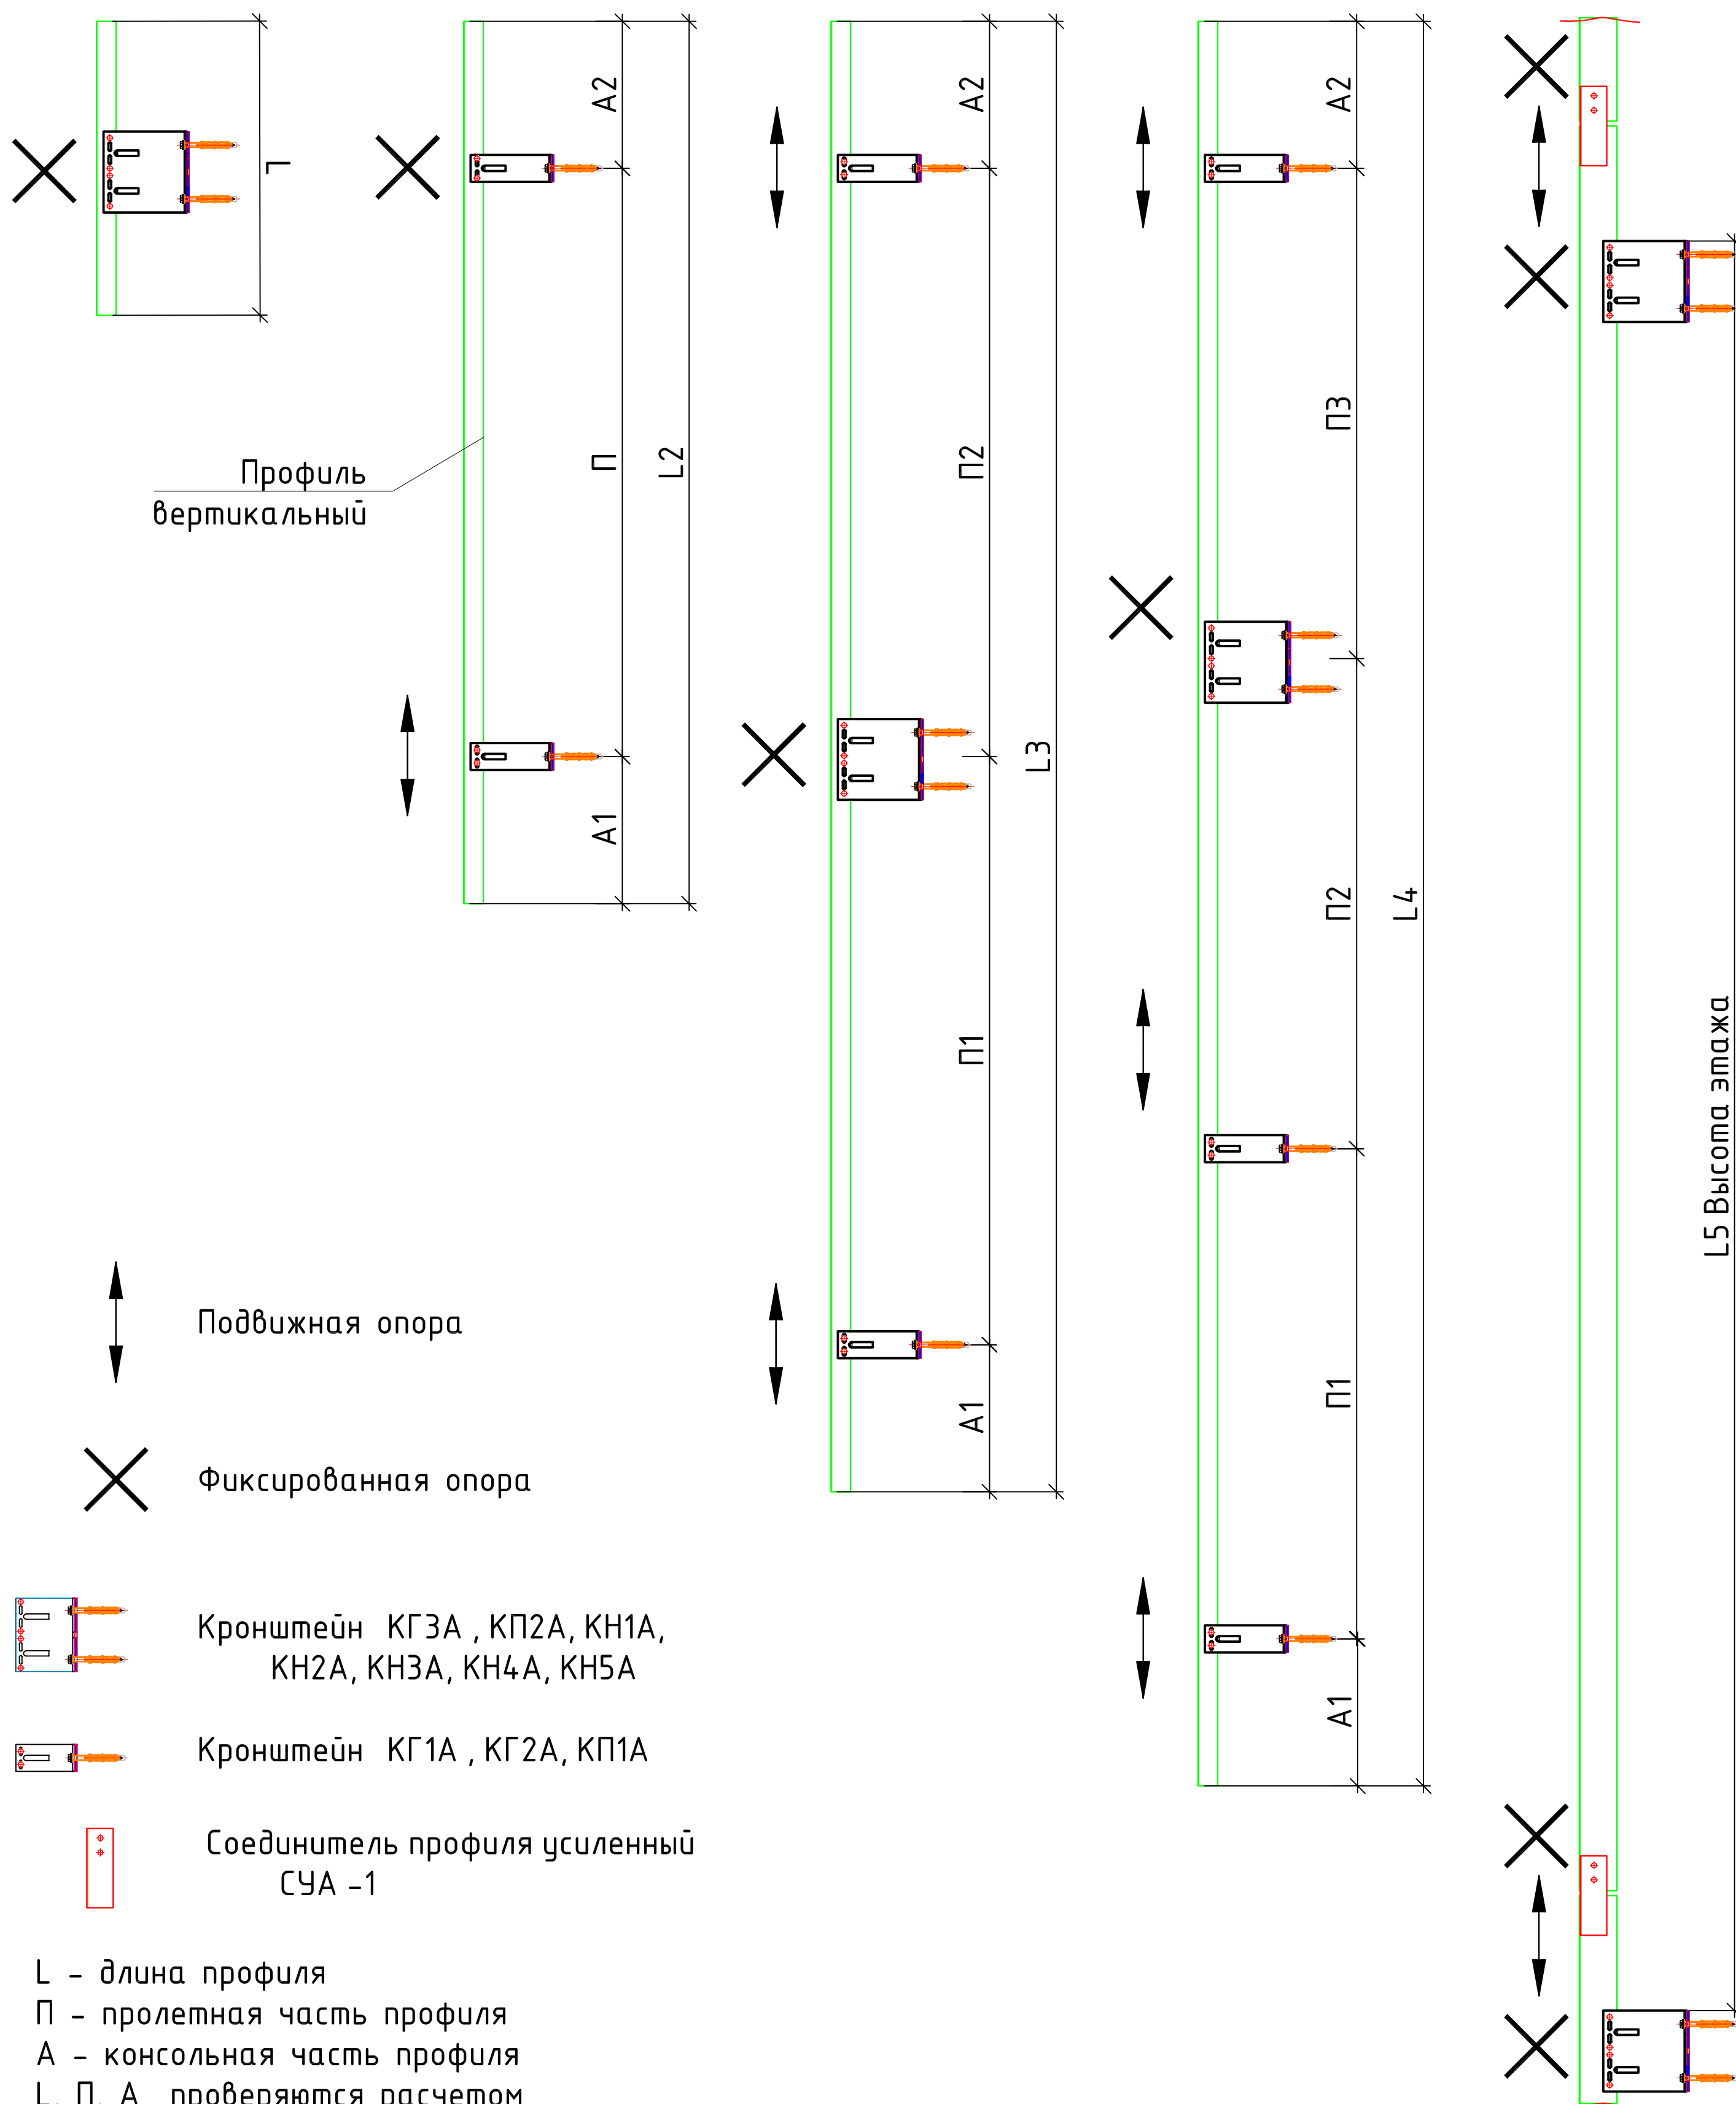 L
A2
П
L2
A1
Профиль
вертикальный
A2
П2
L3
П1
A1
A2
П3
П2
L4
П1
A1
L5 Высота этажа
Подвижная опора
Фиксированная опора
Кронштейн КГ3А , КП2А, КН1А,
КН2А, КН3А, КН4А, КН5А
Кронштейн КГ1А , КГ2А, КП1А
Соединитель профиля усиленный
СУА -1
L - длина профиля
П - пролетная часть профиля
А - консольная часть профиля
L, П, А проверяются расчетом